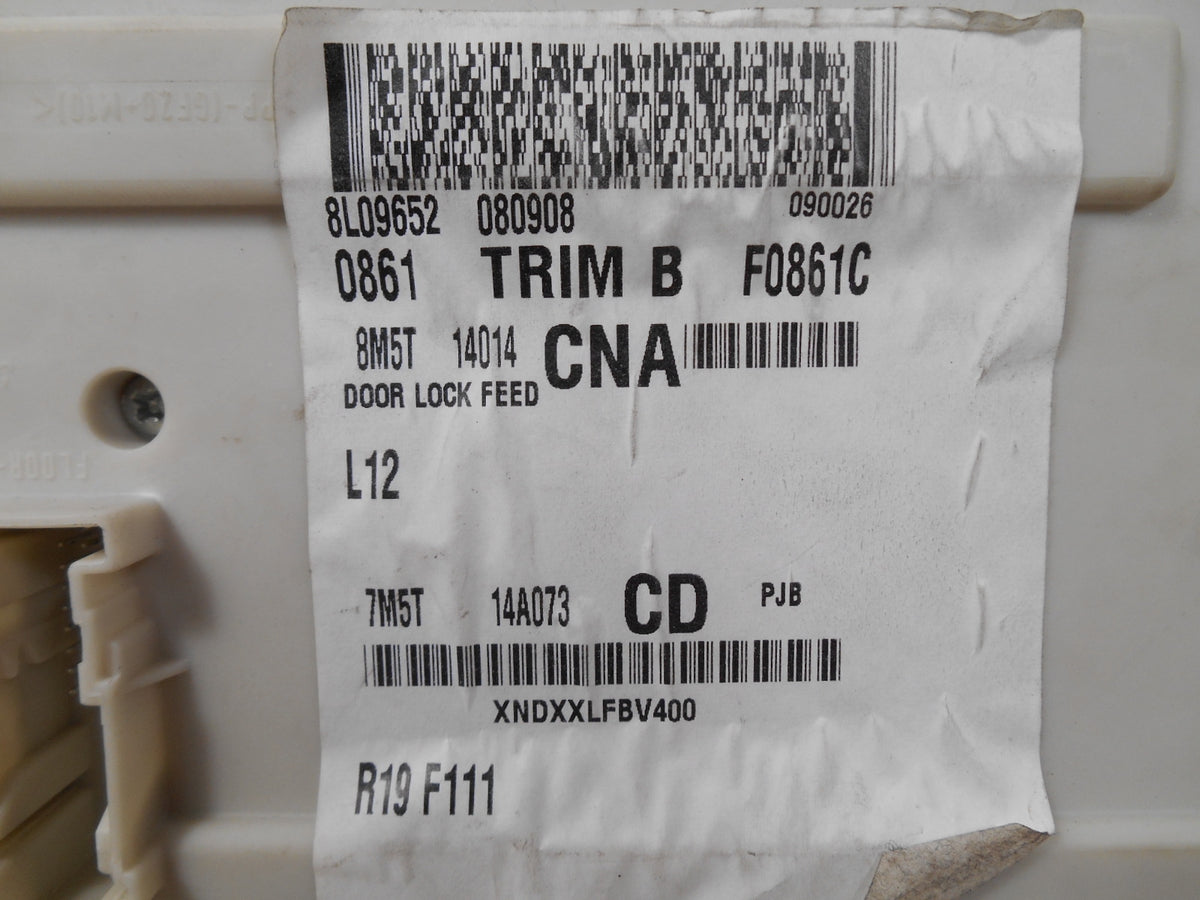 8L09652 080908 090026
0861 TRIM B F0861C
8M5T 14014 CNA
DOOR LOCK FEED
L12
7M5T 14A073 CD PJB
XNDXXLFBV400
R19 F111